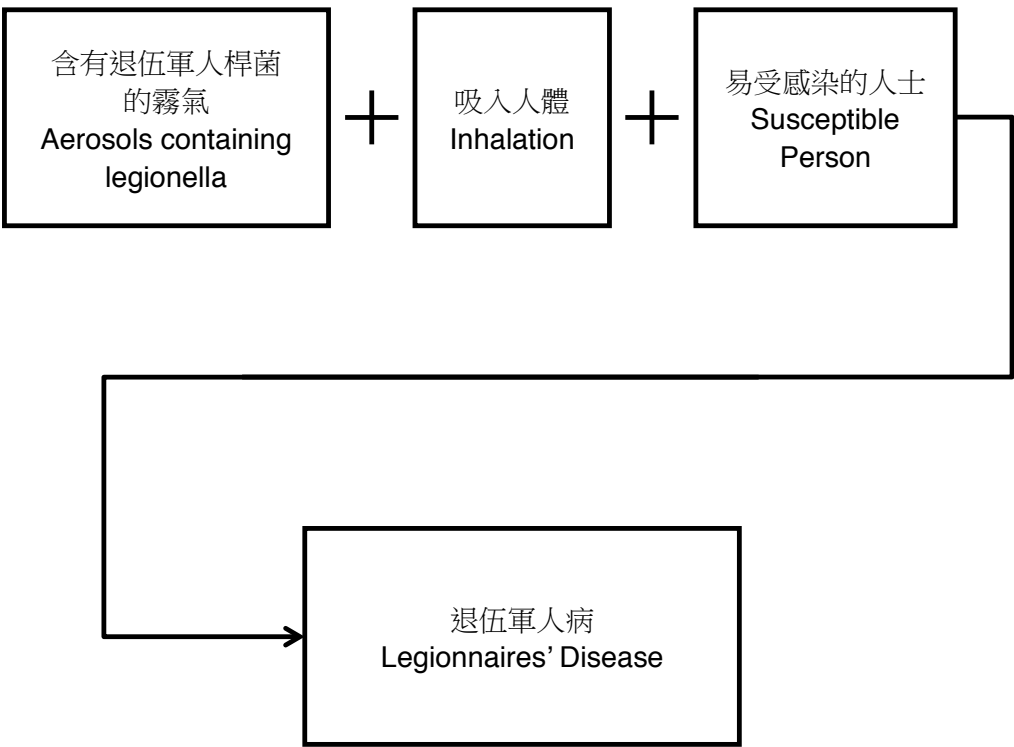 含有退伍軍人桿菌
的霧氣
Aerosols containing
legionella
吸入人體
Inhalation
易受感染的人士
Susceptible
Person
退伍軍人病
Legionnaires’ Disease